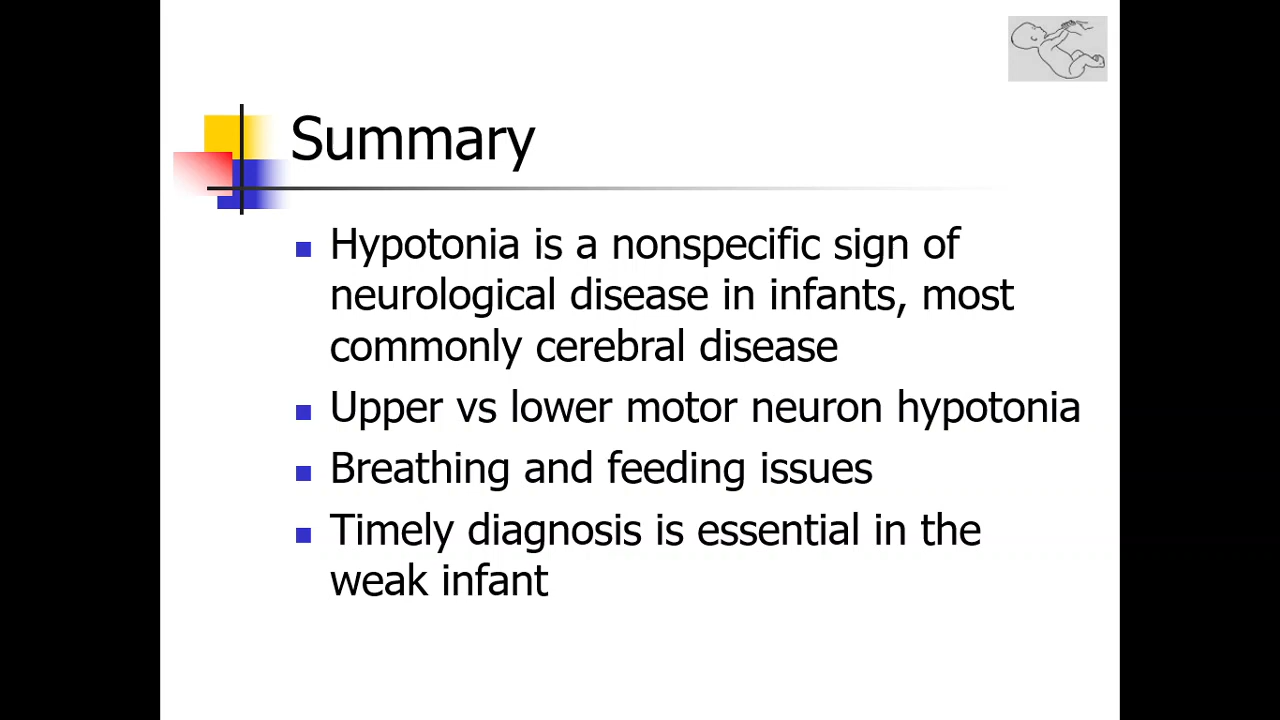 Summary
Hypotonia is a nonspecific sign of
neurological disease in infants, most
commonly cerebral disease
Upper vs lower motor neuron hypotonia
Breathing and feeding issues
Timely diagnosis is essential in the
weak infant